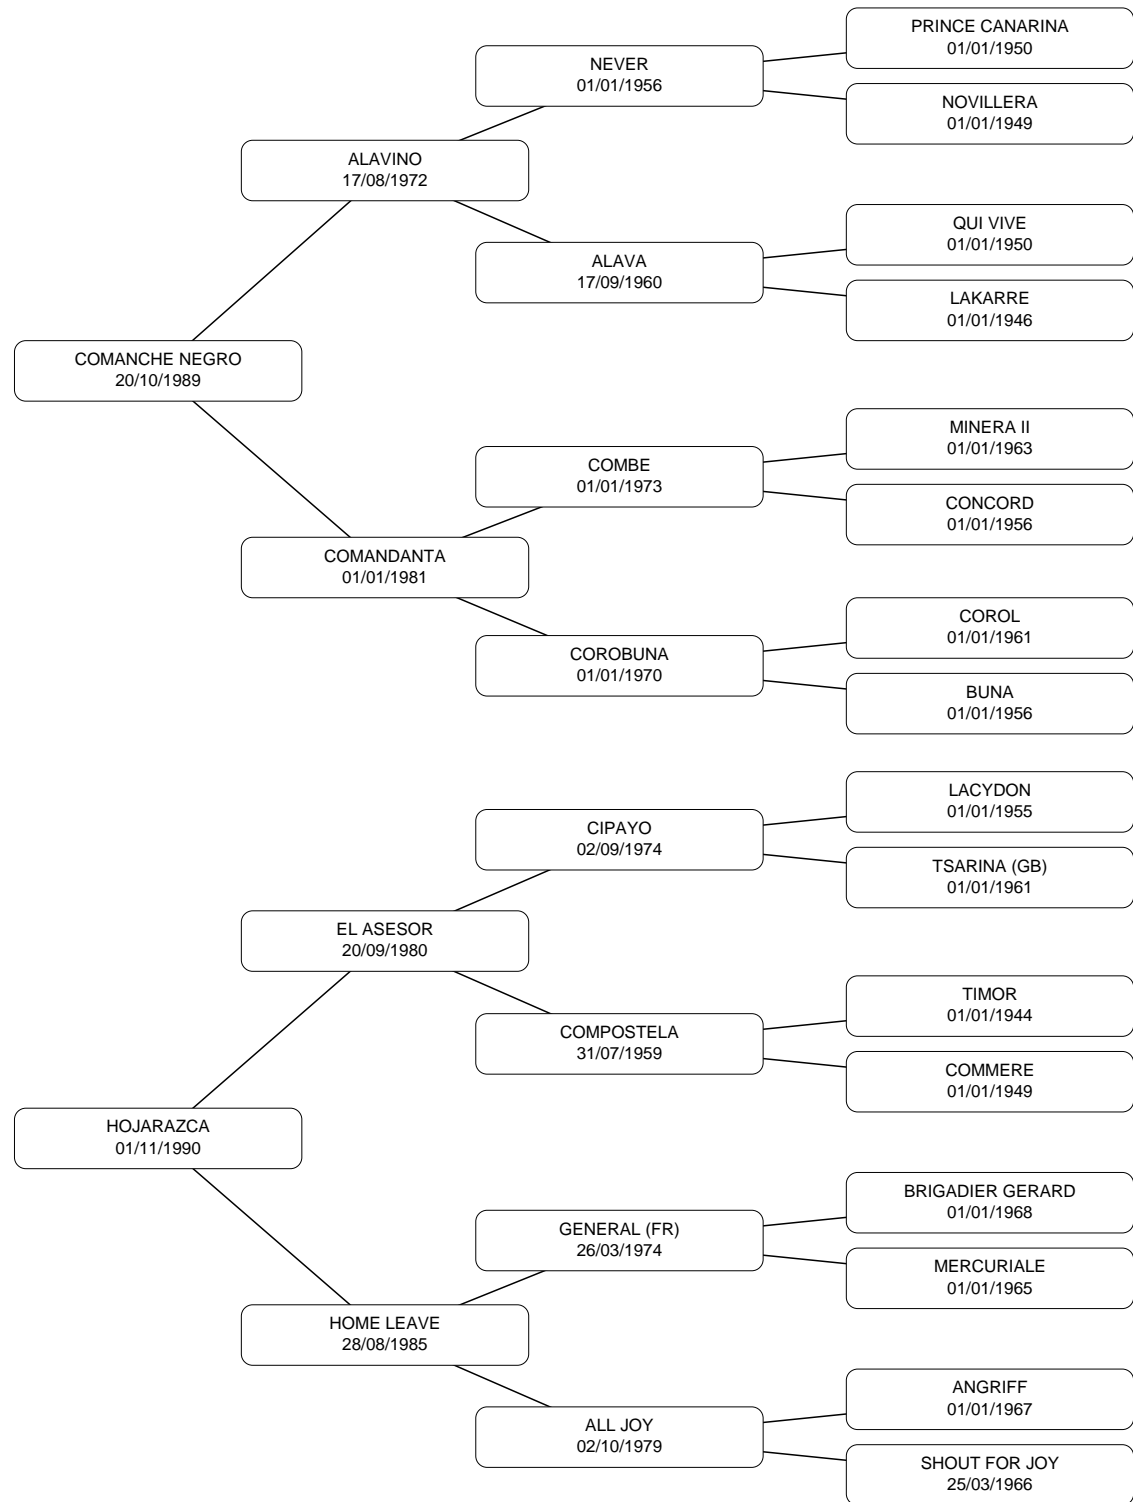 PRINCE CANARINA
01/01/1950
NEVER
01/01/1956
NOVILLERA
01/01/1949
ALAVINO
17/08/1972
QUI VIVE
01/01/1950
ALAVA
17/09/1960
LAKARRE
01/01/1946
COMANCHE NEGRO
20/10/1989
MINERA II
01/01/1963
COMBE
01/01/1973
CONCORD
01/01/1956
COMANDANTA
01/01/1981
COROL
01/01/1961
COROBUNA
01/01/1970
BUNA
01/01/1956
LACYDON
01/01/1955
CIPAYO
02/09/1974
TSARINA (GB)
01/01/1961
EL ASESOR
20/09/1980
TIMOR
01/01/1944
COMPOSTELA
31/07/1959
COMMERE
01/01/1949
HOJARAZCA
01/11/1990
BRIGADIER GERARD
01/01/1968
GENERAL (FR)
26/03/1974
MERCURIALE
01/01/1965
HOME LEAVE
28/08/1985
ANGRIFF
01/01/1967
ALL JOY
02/10/1979
SHOUT FOR JOY
25/03/1966